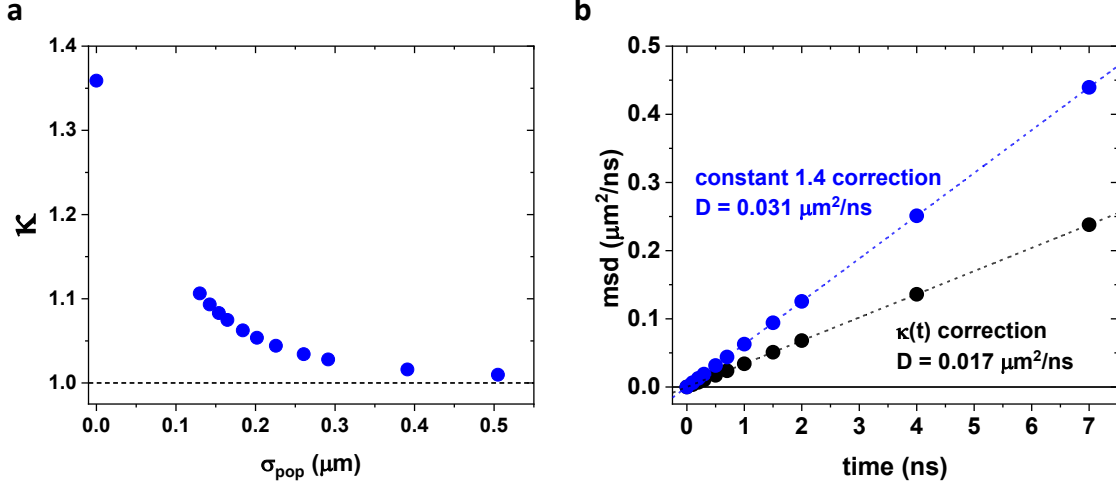 a
1.4
1.3
1.2
1.1
1.0
κ
0.0 0.1 0.2 0.3 0.4 0.5
σpop (μm)
b
0.5
0.4
0.3
0.2
0.1
0.0
msd (μm²/ns)
constant 1.4 correction
D = 0.031 μm²/ns
κ(t) correction
D = 0.017 μm²/ns
0 1 2 3 4 5 6 7
time (ns)